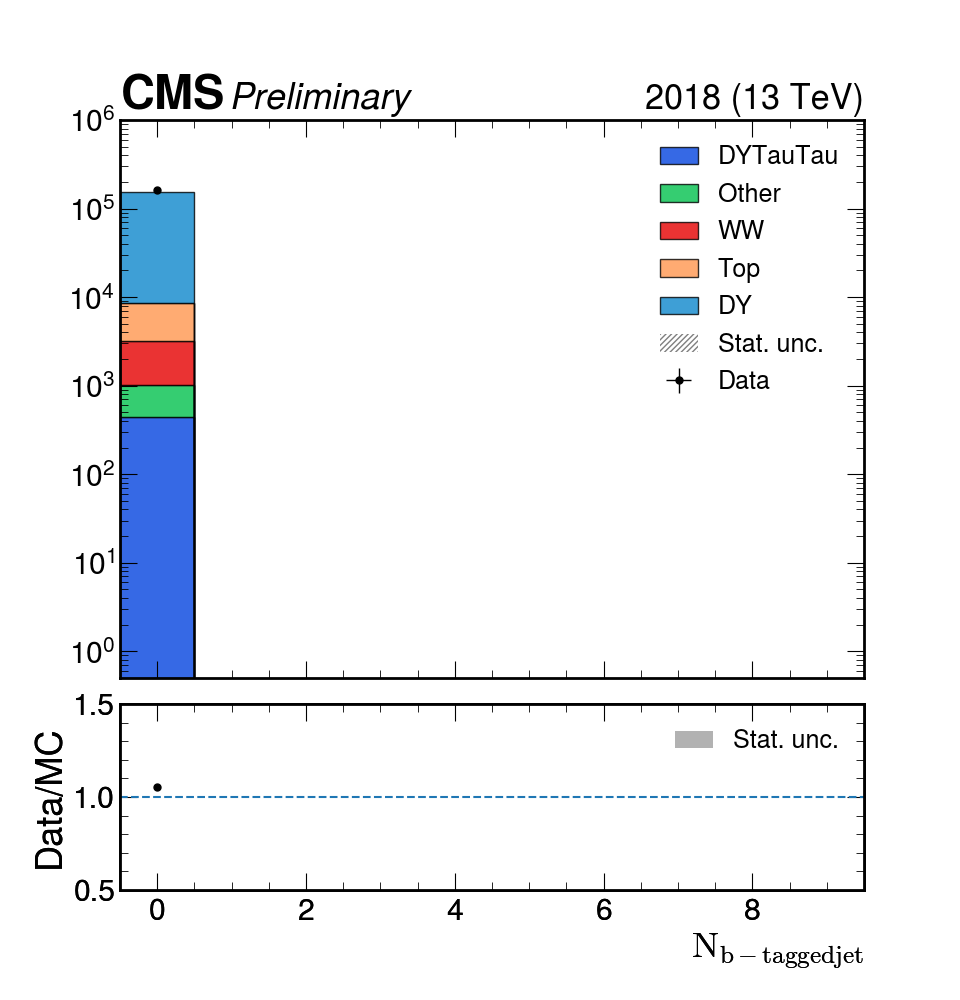 CMS Preliminary 2018 (13 TeV)
10^6
10^5
10^4
10^3
10^2
10^1
10^0
DYTauTau
Other
WW
Top
DY
Stat. unc.
Data
1.5
1.0
0.5
Data/MC
Stat. unc.
0 2 4 6 8
N_{b-taggedjet}